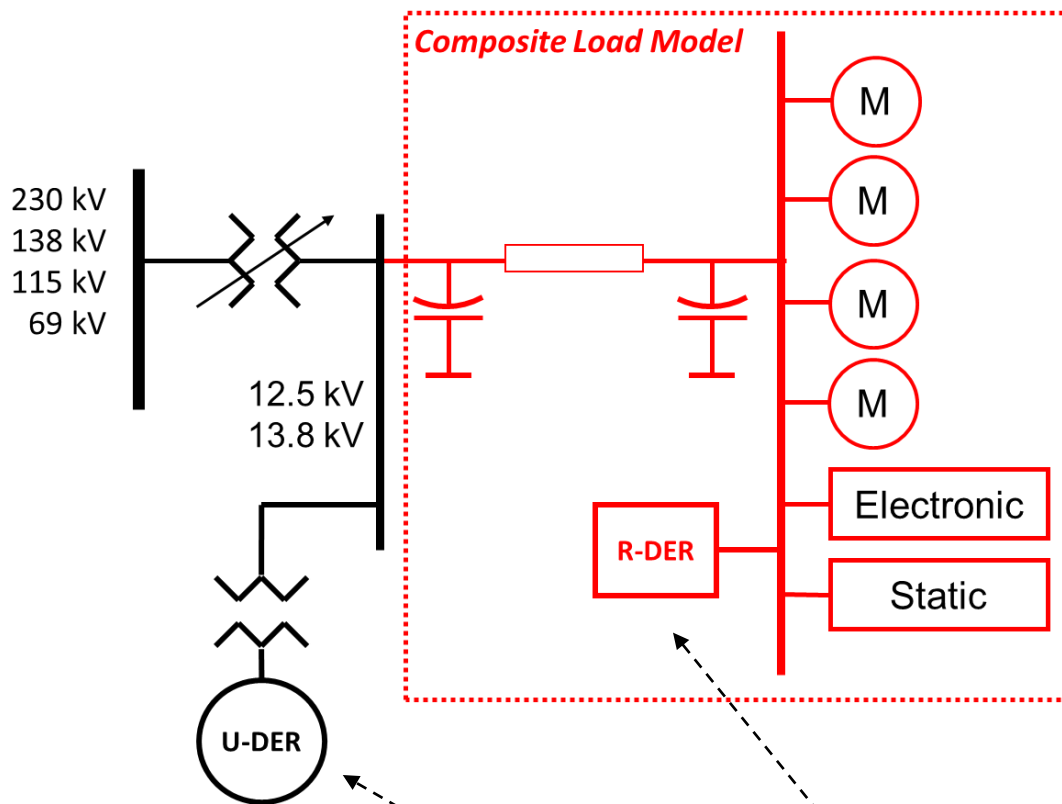 Composite Load Model
M
230 kV
138 kV
115 kV
69 kV
M
M
12.5 kV
13.8 kV
M
Electronic
R-DER
Static
U-DER